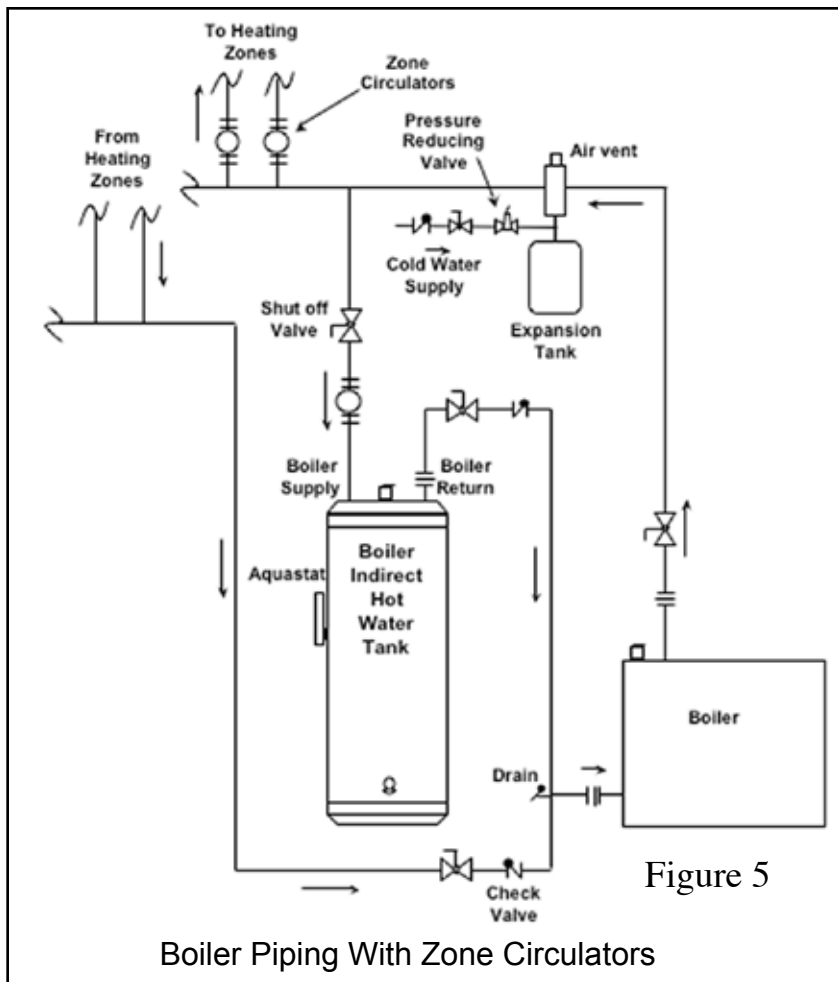 To Heating
Zones
Zone
Circulators
From
Heating
Zones
Pressure
Reducing
Valve
Air vent
Cold Water
Supply
Shut off
Valve
Expansion
Tank
Boiler
Supply
Boiler
Return
Aquastat
Boiler
Indirect
Hot
Water
Tank
Boiler
Drain
Check
Valve
Figure 5
Boiler Piping With Zone Circulators